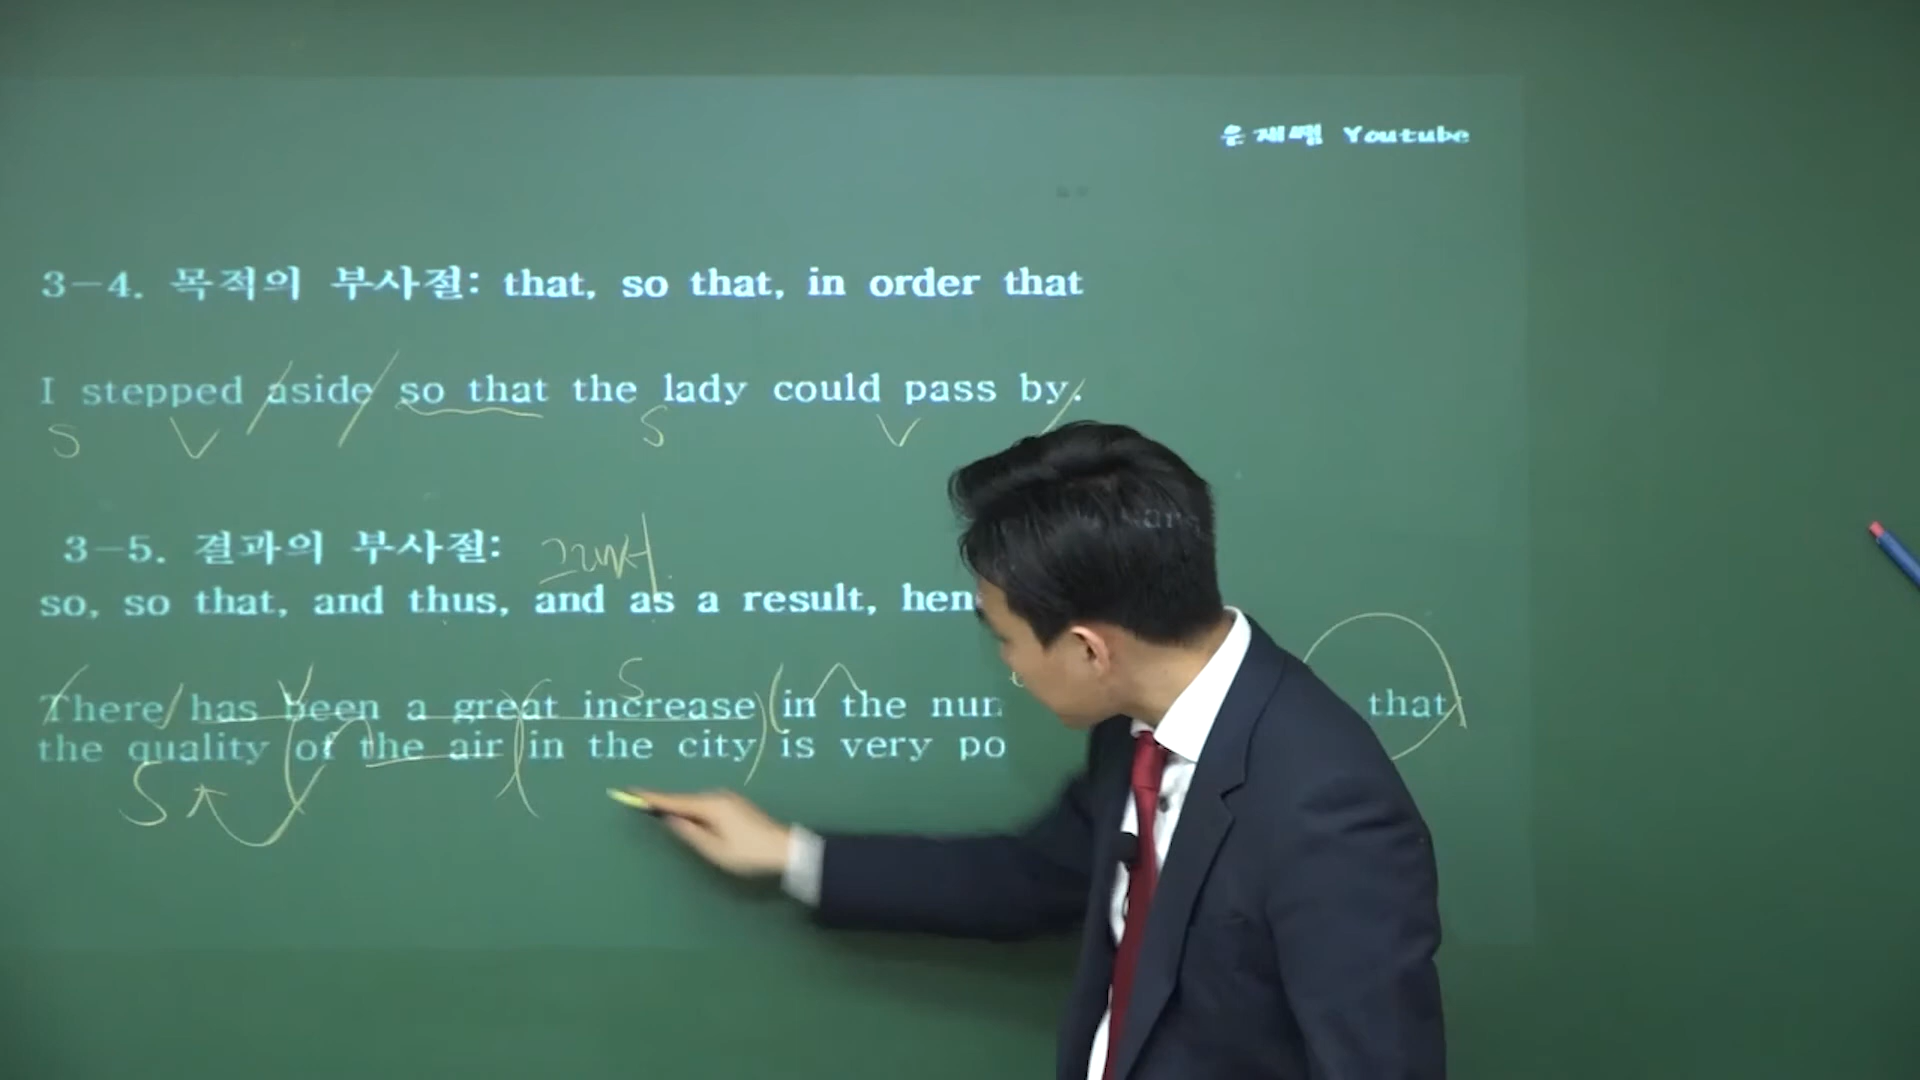 은재쌤 Youtube
3-4. 목적의 부사절: that, so that, in order that
I stepped aside so that the lady could pass by.
S V S V
3-5. 결과의 부사절: 그래서
so, so that, and thus, and as a result, hen
S
There has been a great increase in the that
the quality of the air in the city is very
S